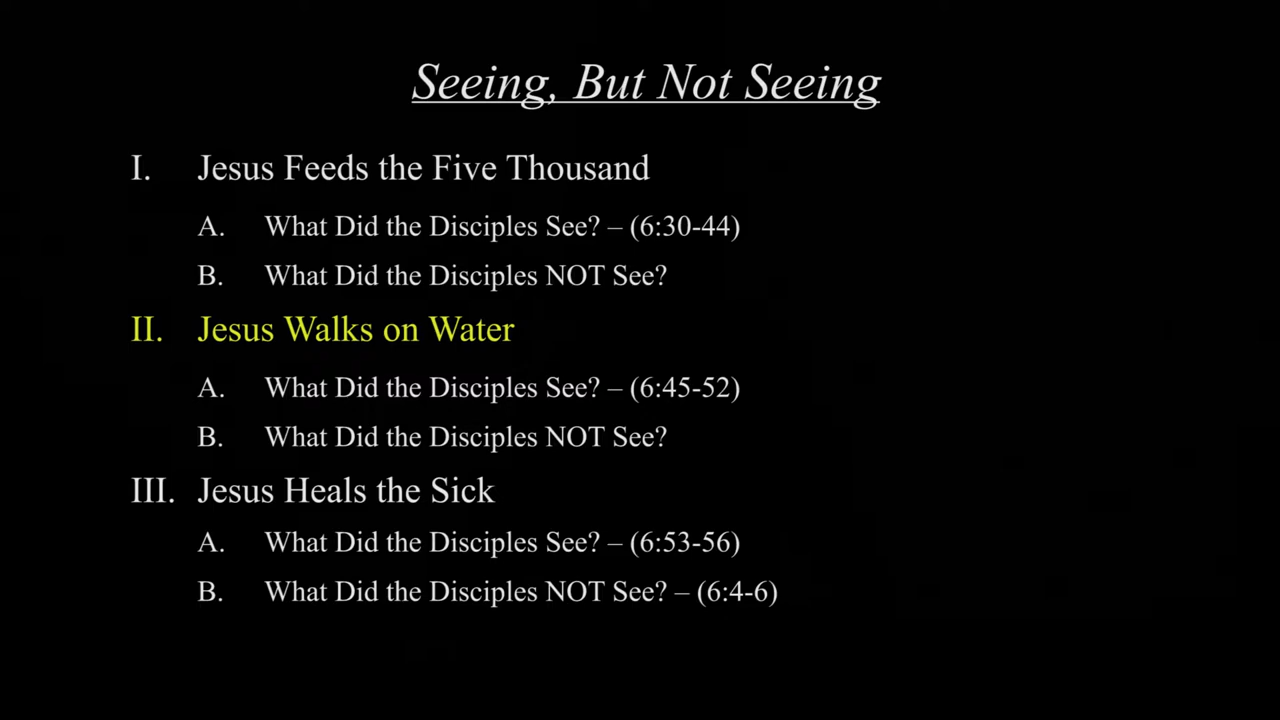 Seeing, But Not Seeing
I. Jesus Feeds the Five Thousand
A. What Did the Disciples See? – (6:30-44)
B. What Did the Disciples NOT See?
II. Jesus Walks on Water
A. What Did the Disciples See? – (6:45-52)
B. What Did the Disciples NOT See?
III. Jesus Heals the Sick
A. What Did the Disciples See? – (6:53-56)
B. What Did the Disciples NOT See? – (6:4-6)